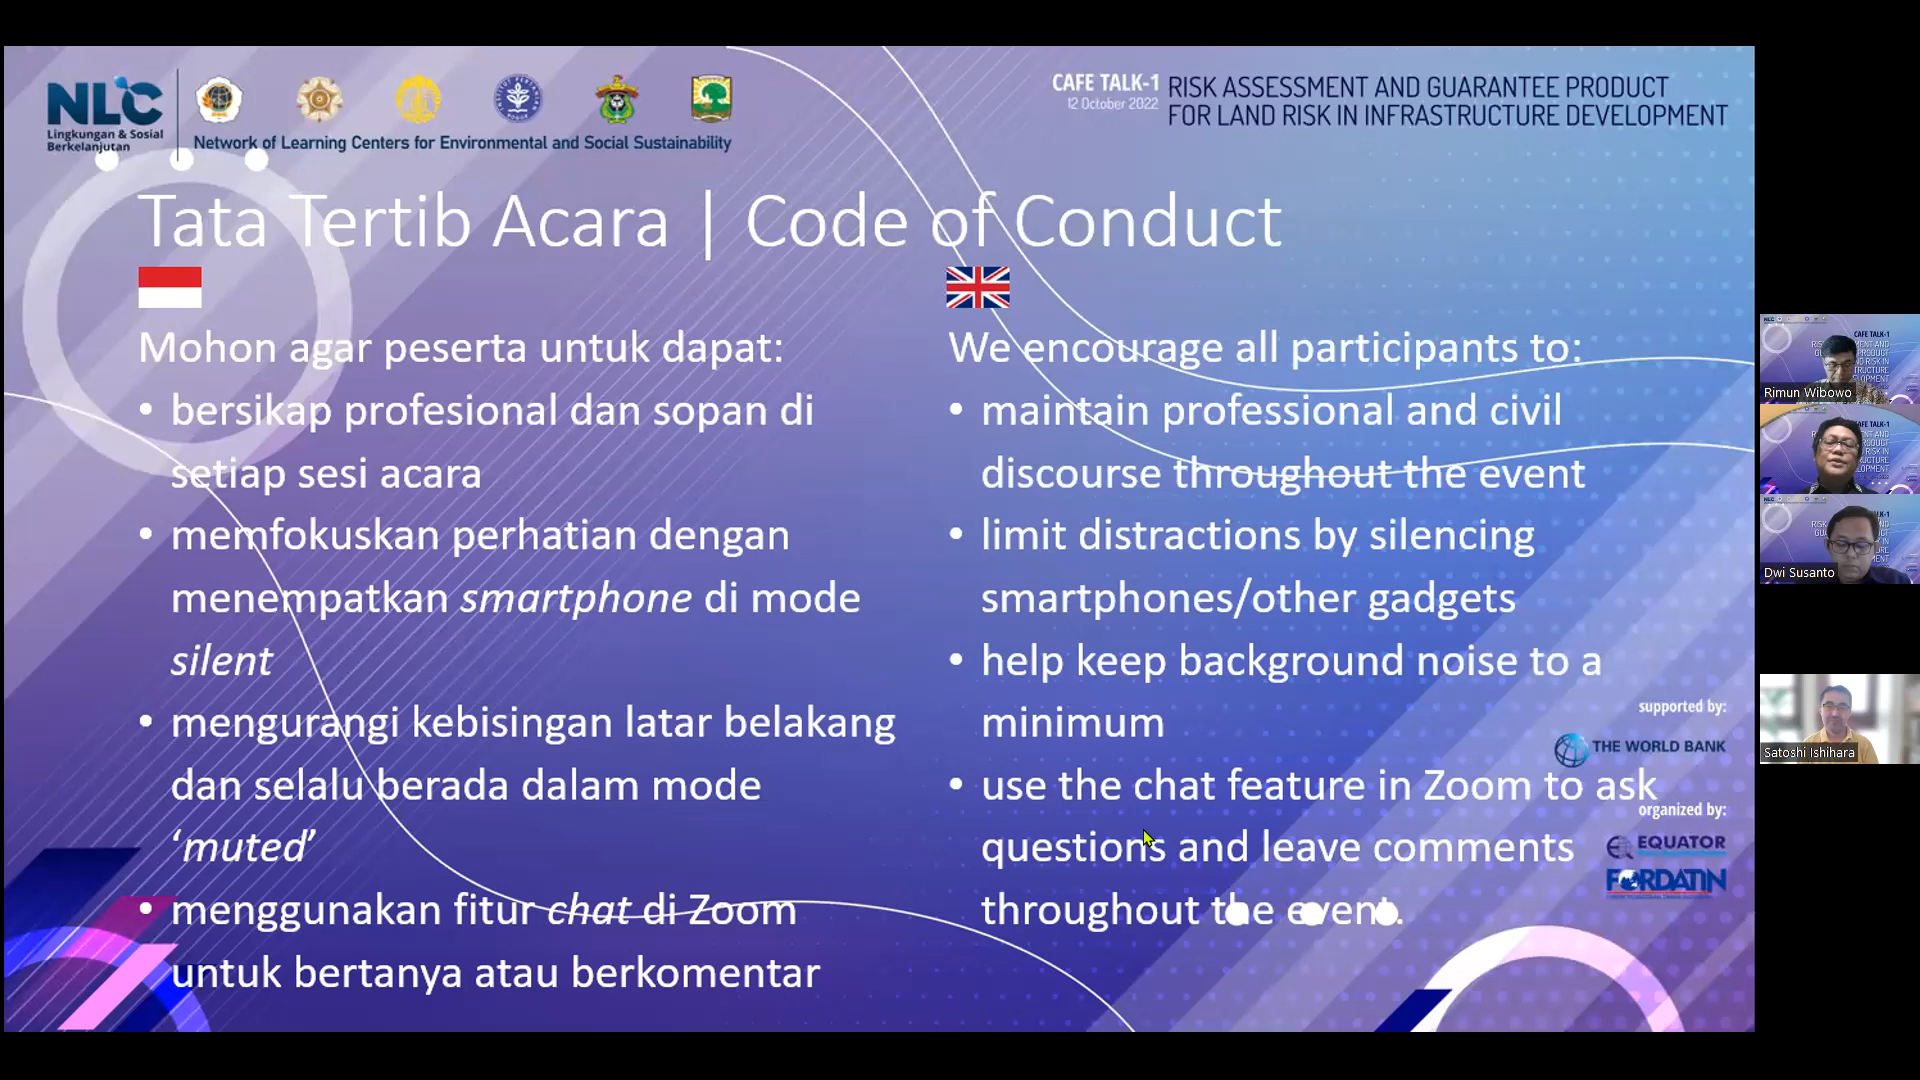 NLC
Lingkungan & Sosial
Berkelanjutan
Network of Learning Centers for Environmental and Social Sustainability
CAFE TALK-1
12 October 2022
RISK ASSESSMENT AND GUARANTEE PRODUCT
FOR LAND RISK IN INFRASTRUCTURE DEVELOPMENT
Tata Tertib Acara | Code of Conduct
Mohon agar peserta untuk dapat:
• bersikap profesional dan sopan di
setiap sesi acara
• memfokuskan perhatian dengan
menempatkan smartphone di mode
silent
• mengurangi kebisingan latar belakang
dan selalu berada dalam mode
‘muted’
• menggunakan fitur chat di Zoom
untuk bertanya atau berkomentar
We encourage all participants to:
• maintain professional and civil
discourse throughout the event
• limit distractions by silencing
smartphones/other gadgets
• help keep background noise to a
minimum
• use the chat feature in Zoom to ask
questions and leave comments
throughout the event.
supported by:
THE WORLD BANK
organized by:
EQUATOR
FORDATIN
Rimun Wibowo
Dwi Susanto
Satoshi Ishihara